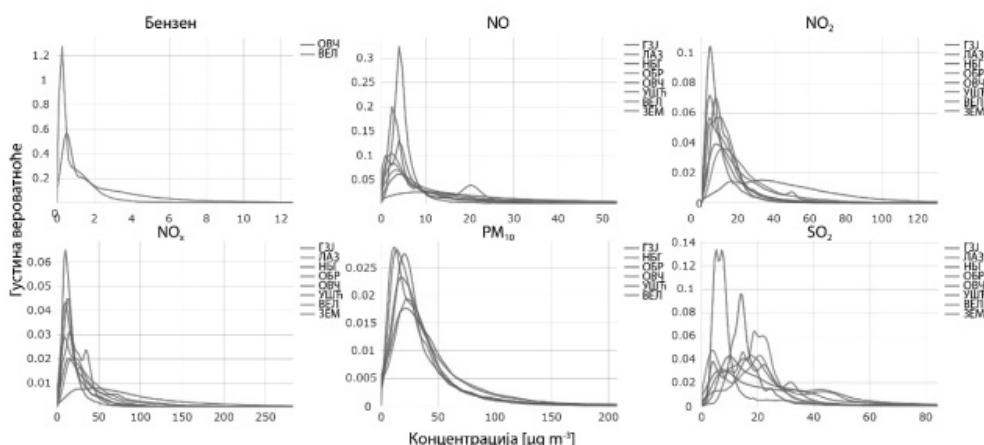 Бензен
1.2
1
0.8
0.6
0.4
0.2
0
0
2
4
6
8
10
12
ОВЧ
ВЕЛ
NO
0.3
0.25
0.2
0.15
0.1
0.05
0
0
10
20
30
40
50
ГЗЈ
ЛАЗ
НБГ
ОБР
ОВЧ
УШЋ
ВЕЛ
ЗЕМ
NO₂
0.1
0.08
0.06
0.04
0.02
0
0
20
40
60
80
100
120
ГЗЈ
ЛАЗ
НБГ
ОБР
ОВЧ
УШЋ
ВЕЛ
ЗЕМ
Густина вероватноће
NOₓ
0.06
0.05
0.04
0.03
0.02
0.01
0
50
100
150
200
250
ГЗЈ
ЛАЗ
НБГ
ОБР
ОВЧ
УШЋ
ВЕЛ
ЗЕМ
PM₁₀
0.025
0.02
0.015
0.01
0.005
0
0
50
100
150
200
ГЗЈ
НБГ
ОБР
ОВЧ
УШЋ
ВЕЛ
SO₂
0.14
0.12
0.1
0.08
0.06
0.04
0.02
0
0
20
40
60
80
ГЗЈ
ЛАЗ
НБГ
ОБР
ОВЧ
УШЋ
ВЕЛ
ЗЕМ
Концентрација [µg m⁻³]